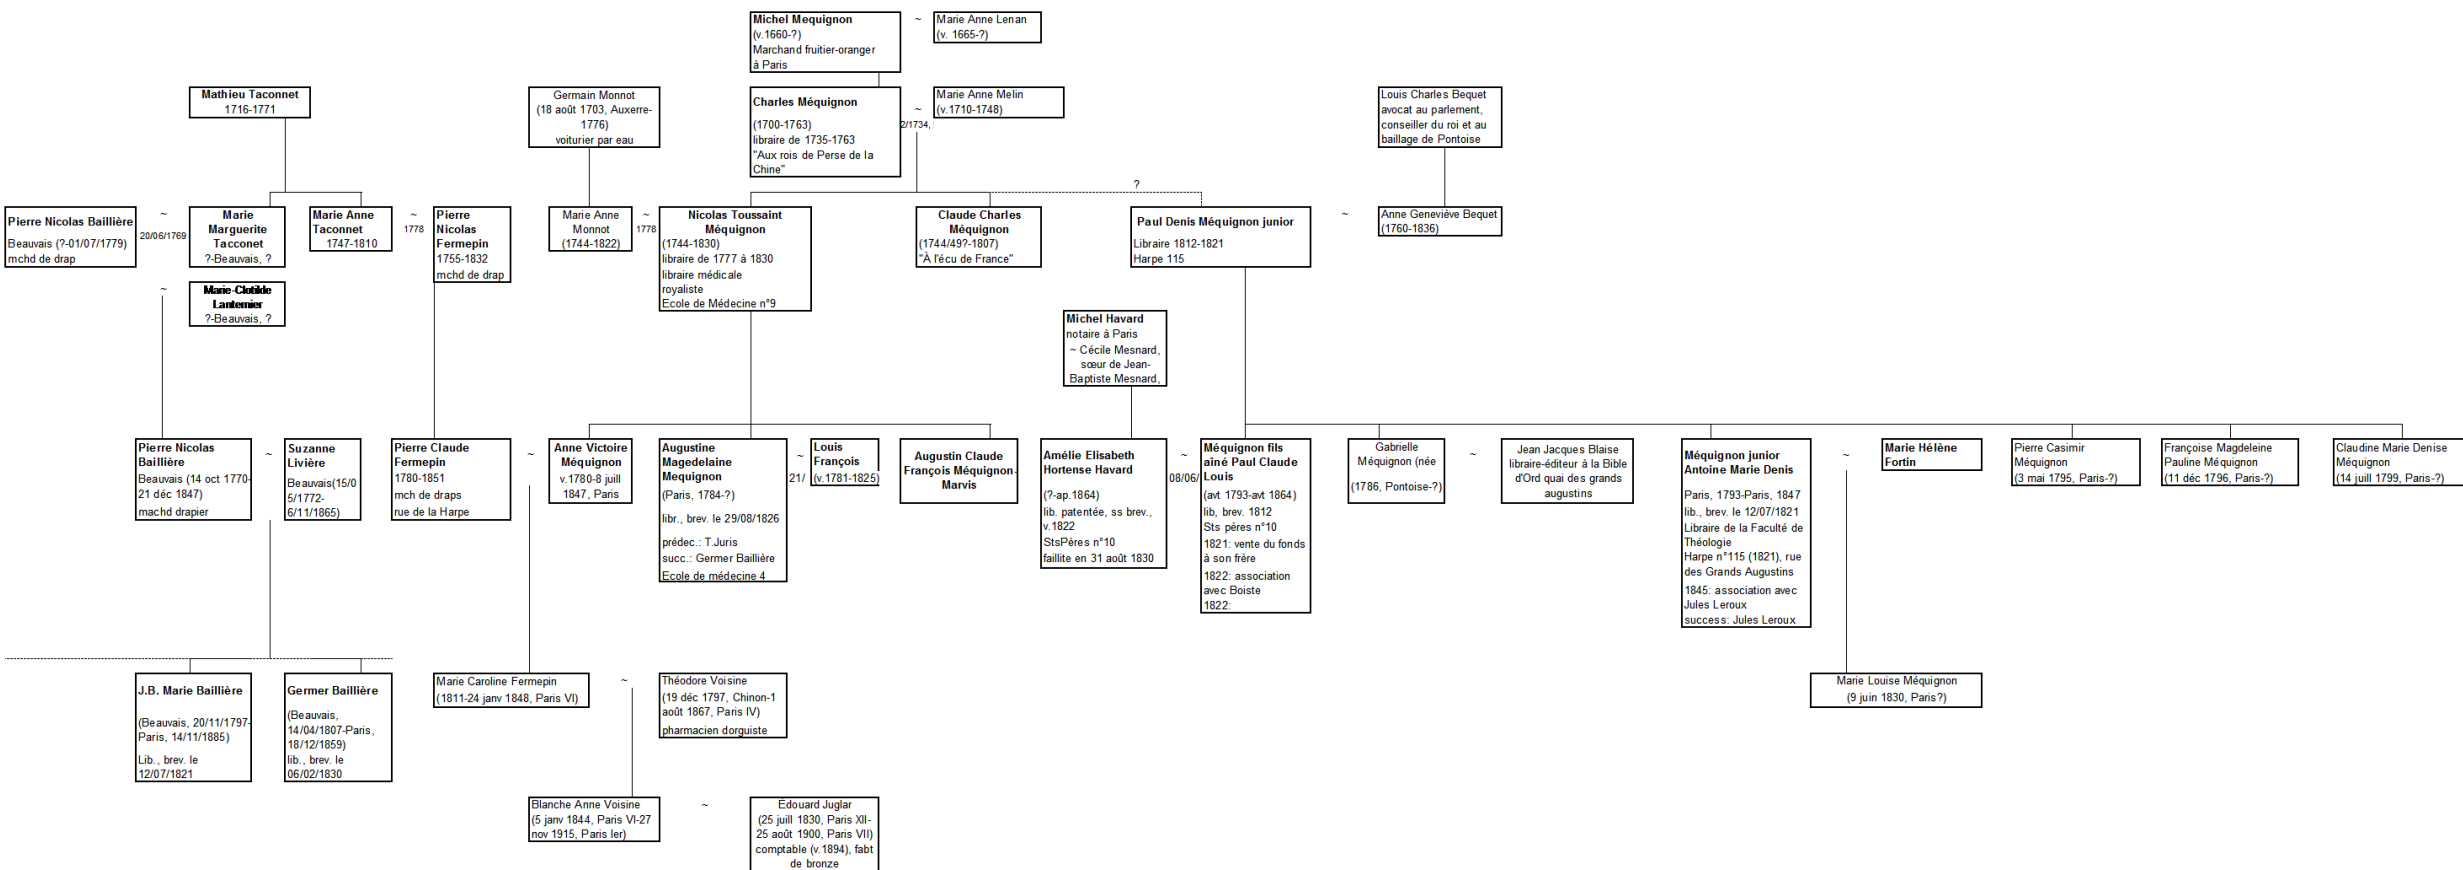 Michel Mequignon
(v.1660-?)
Marchand fruitier-oranger
à Paris
~
Marie Anne Lenan
(v. 1665-?)
Mathieu Taconnet
1716-1771
Germain Monnot
(18 août 1703, Auxerre-
1776)
voiturier par eau
Charles Méquignon
(1700-1763)
libraire de 1735-1763
"Aux rois de Perse de la
Chine"
~
2/1734,
Marie Anne Melin
(v.1710-1748)
Louis Charles Bequet
avocat au parlement,
conseiller du roi et au
baillage de Pontoise
?
Pierre Nicolas Baillière
Beauvais (?-01/07/1779)
mchd de drap
~
20/06/1769
Marie
Marguerite
Tacconet
?-Beauvais, ?
Marie Anne
Taconnet
1747-1810
~
1778
Pierre
Nicolas
Fermepin
1755-1832
mchd de drap
Marie Anne
Monnot
(1744-1822)
~
1778
Nicolas Toussaint
Méquignon
(1744-1830)
libraire de 1777 à 1830
libraire médicale
royaliste
Ecole de Médecine n°9
Claude Charles
Méquignon
(1744/49?-1807)
"À l'écu de France"
Paul Denis Méquignon junior
Libraire 1812-1821
Harpe 115
~
Anne Geneviève Bequet
(1760-1836)
~
Marie-Clotilde
Lanternier
?-Beauvais, ?
Michel Havard
notaire à Paris
~ Cécile Mesnard,
sœur de Jean-
Baptiste Mesnard,
Pierre Nicolas
Baillière
Beauvais (14 oct 1770-
21 déc 1847)
machd drapier
~
Suzanne
Livière
Beauvais(15/0
5/1772-
6/11/1865)
Pierre Claude
Fermepin
1780-1851
mch de draps
rue de la Harpe
~
Anne Victoire
Méquignon
v.1780-8 juill
1847, Paris
Augustine
Magedelaine
Mequignon
(Paris, 1784-?)
libr., brev. le 29/08/1826
prédec.: T.Juris
succ.: Germer Baillière
Ecole de médecine 4
~
21/
Louis
François
(v.1781-1825)
Augustin Claude
François Méquignon-
Marvis
Amélie Elisabeth
Hortense Havard
(?-ap.1864)
lib. patentée, ss brev.,
v.1822
StsPères n°10
faillite en 31 août 1830
~
08/06/
Méquignon fils
aîné Paul Claude
Louis
(avt 1793-avt 1864)
lib, brev. 1812
Sts pères n°10
1821: vente du fonds
à son frère
1822: association
avec Boiste
1822:
Gabrielle
Méquignon (née
(1786, Pontoise-?)
~
Jean Jacques Blaise
libraire-éditeur à la Bible
d'Ord quai des grands
augustins
Méquignon junior
Antoine Marie Denis
Paris, 1793-Paris, 1847
lib., brev. le 12/07/1821
Libraire de la Faculté de
Théologie
Harpe n°115 (1821), rue
des Grands Augustins
1845: association avec
Jules Leroux
success: Jules Leroux
~
Marie Hélène
Fortin
Pierre Casimir
Méquignon
(3 mai 1795, Paris-?)
Françoise Magdeleine
Pauline Méquignon
(11 déc 1796, Paris-?)
Claudine Marie Denise
Méquignon
(14 juill 1799, Paris-?)
J.B. Marie Baillière
(Beauvais, 20/11/1797-
Paris, 14/11/1885)
Lib., brev. le
12/07/1821
Germer Baillière
(Beauvais,
14/04/1807-Paris,
18/12/1859)
lib., brev. le
06/02/1830
Marie Caroline Fermepin
(1811-24 janv 1848, Paris VI)
~
Théodore Voisine
(19 déc 1797, Chinon-1
août 1867, Paris IV)
pharmacien dorguiste
Marie Louise Méquignon
(9 juin 1830, Paris?)
Blanche Anne Voisine
(5 janv 1844, Paris VI-27
nov 1915, Paris Ier)
~
Edouard Juglar
(25 juill 1830, Paris XII-
25 août 1900, Paris VII)
comptable (v.1894), fabt
de bronze